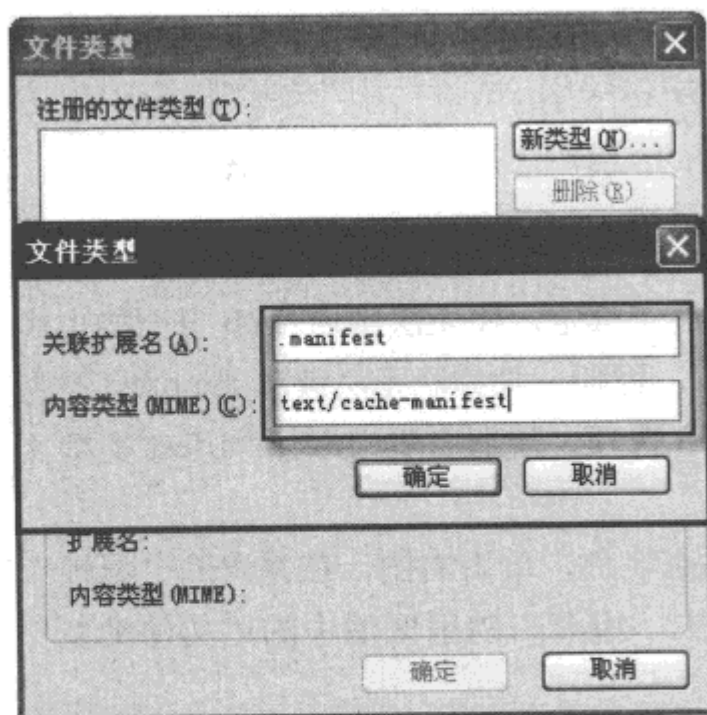 文件类型
注册的文件类型(T):
新类型(N)...
删除(R)
文件类型
关联扩展名(A):
.manifest
内容类型(MIME)(C):
text/cache-manifest
确定
取消
扩展名:
内容类型(MIME):
确定
取消